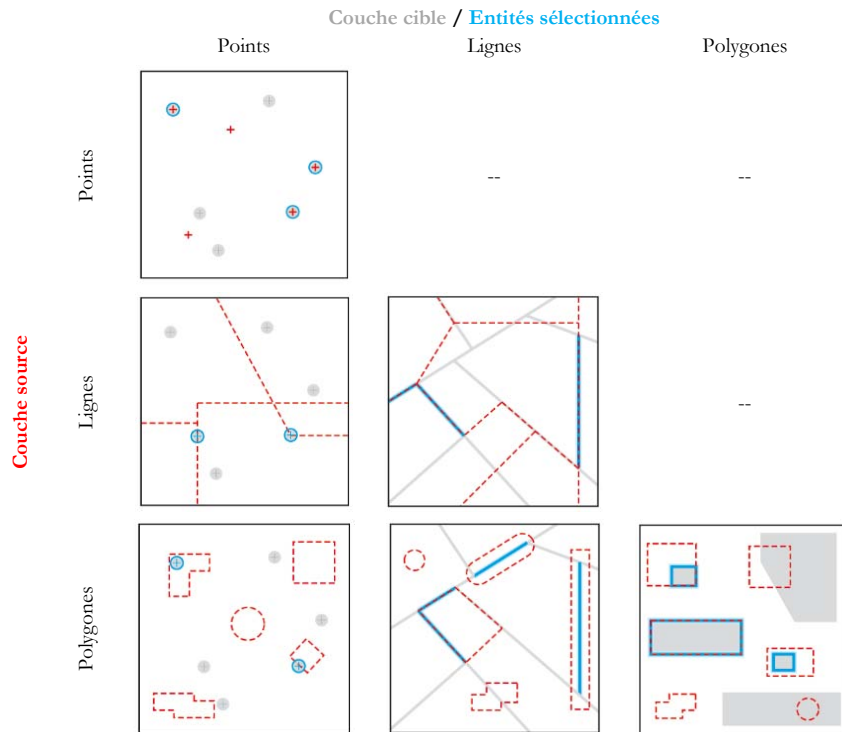 Couche cible / Entités sélectionnées
Points Lignes Polygones
Points
-- --
Couche source
Lignes
--
Polygones